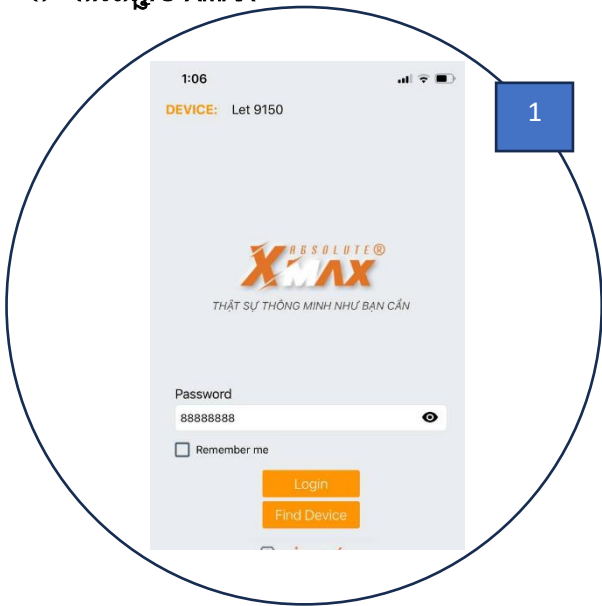 1:06
1
DEVICE: Let 9150
ABSOLUTE®
XMAX
THẬT SỰ THÔNG MINH NHƯ BẠN CẦN
Password
88888888
Remember me
Login
Find Device